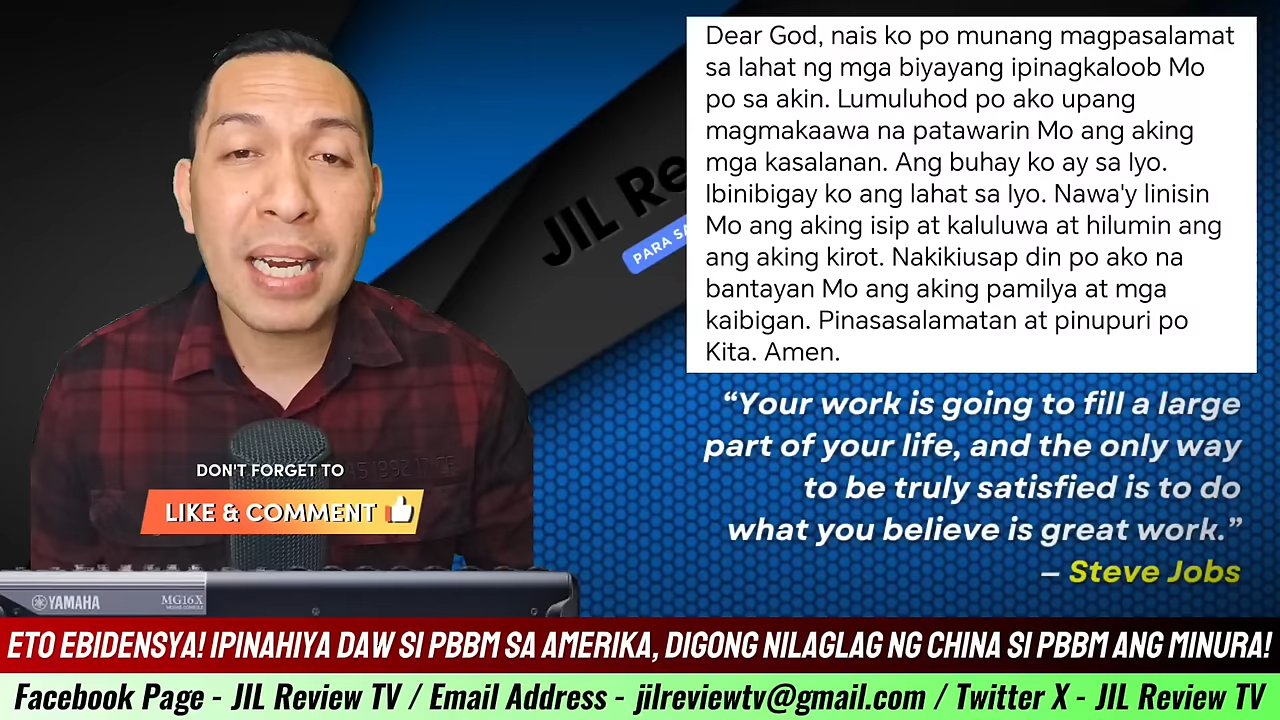 Dear God, nais ko po munang magpasalamat
sa lahat ng mga biyayang ipinagkaloob Mo
po sa akin. Lumuluhod po ako upang
magmakaawa na patawarin Mo ang aking
mga kasalanan. Ang buhay ko ay sa Iyo.
Ibinibigay ko ang lahat sa Iyo. Nawa'y linisin
Mo ang aking isip at kaluluwa at hilumin ang
ang aking kirot. Nakikiusap din po ako na
bantayan Mo ang aking pamilya at mga
kaibigan. Pinasasalamatan at pinupuri po
Kita. Amen.
JIL Re
PARA SA
“Your work is going to fill a large
part of your life, and the only way
to be truly satisfied is to do
what you believe is great work.”
– Steve Jobs
DON'T FORGET TO
LIKE & COMMENT
YAMAHA
MG16X
ETO EBIDENSYA! IPINAHIYA DAW SI PBBM SA AMERIKA, DIGONG NILAGLAG NG CHINA SI PBBM ANG MINURA!
Facebook Page - JIL Review TV / Email Address - jilreviewtv@gmail.com / Twitter X - JIL Review TV